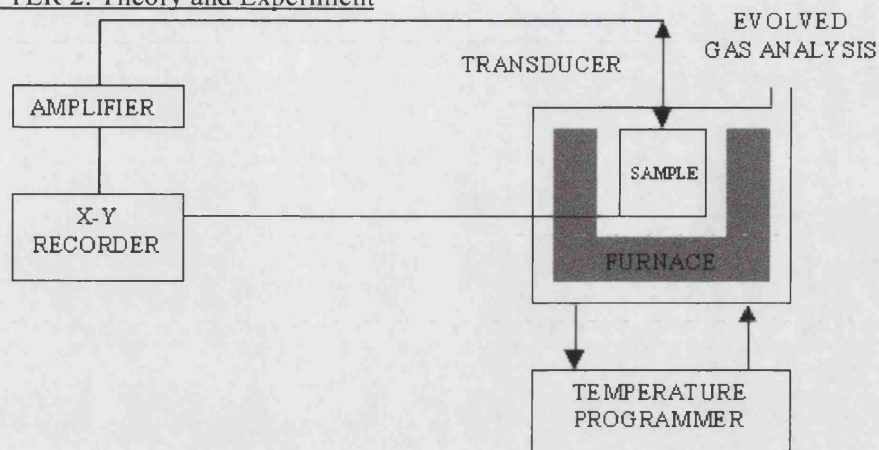 TER 2: Theory and Experiment
EVOLVED
GAS ANALYSIS
TRANSDUCER
AMPLIFIER
SAMPLE
X-Y
RECORDER
FURNACE
TEMPERATURE
PROGRAMMER